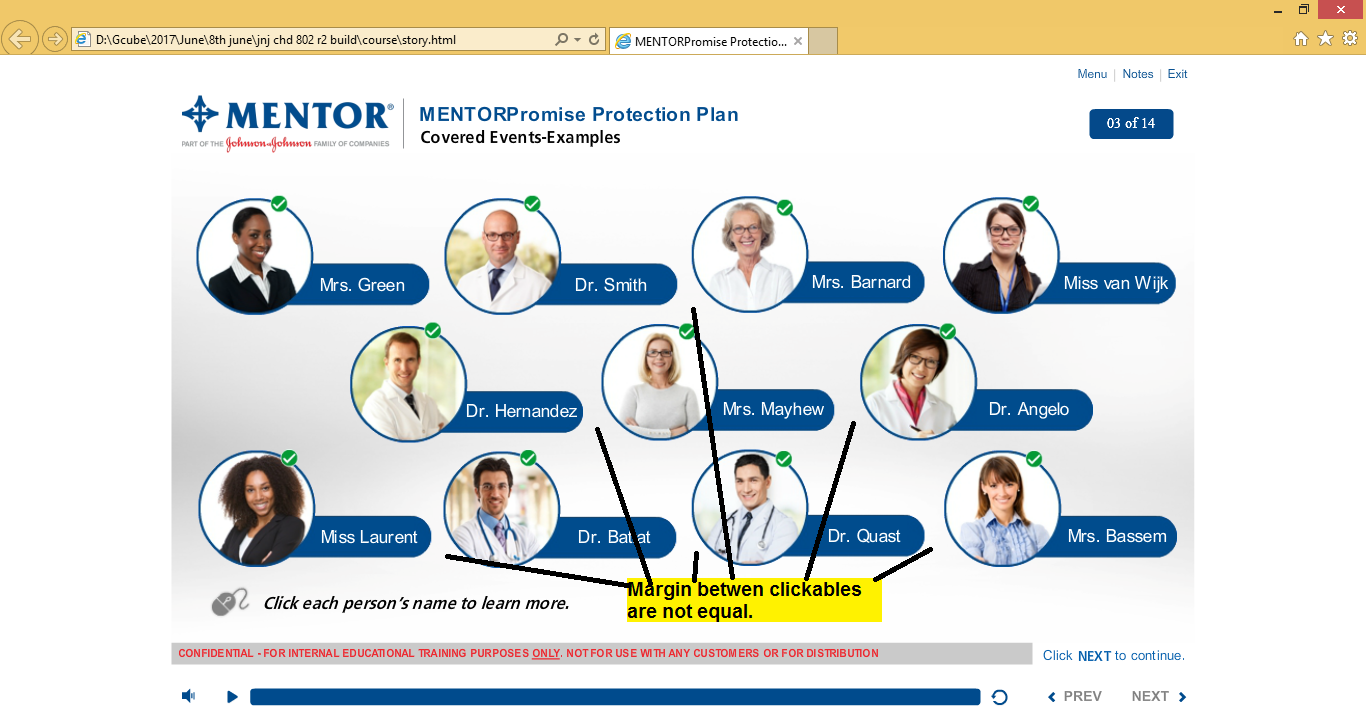 D:\Gcube\2017\June\8th june\jnj chd 802 r2 build\course\story.html
MENTORPromise Protectio...
Menu | Notes | Exit
MENTOR®
PART OF THE Johnson & Johnson FAMILY OF COMPANIES
MENTORPromise Protection Plan
Covered Events-Examples
03 of 14
Mrs. Green
Dr. Smith
Mrs. Barnard
Miss van Wijk
Dr. Hernandez
Mrs. Mayhew
Dr. Angelo
Miss Laurent
Dr. Quast
Mrs. Bassem
Margin betwen clickables
are not equal.
Click each person's name to learn more.
CONFIDENTIAL - FOR INTERNAL EDUCATIONAL TRAINING PURPOSES ONLY. NOT FOR USE WITH ANY CUSTOMERS OR FOR DISTRIBUTION
Click NEXT to continue.
PREV
NEXT